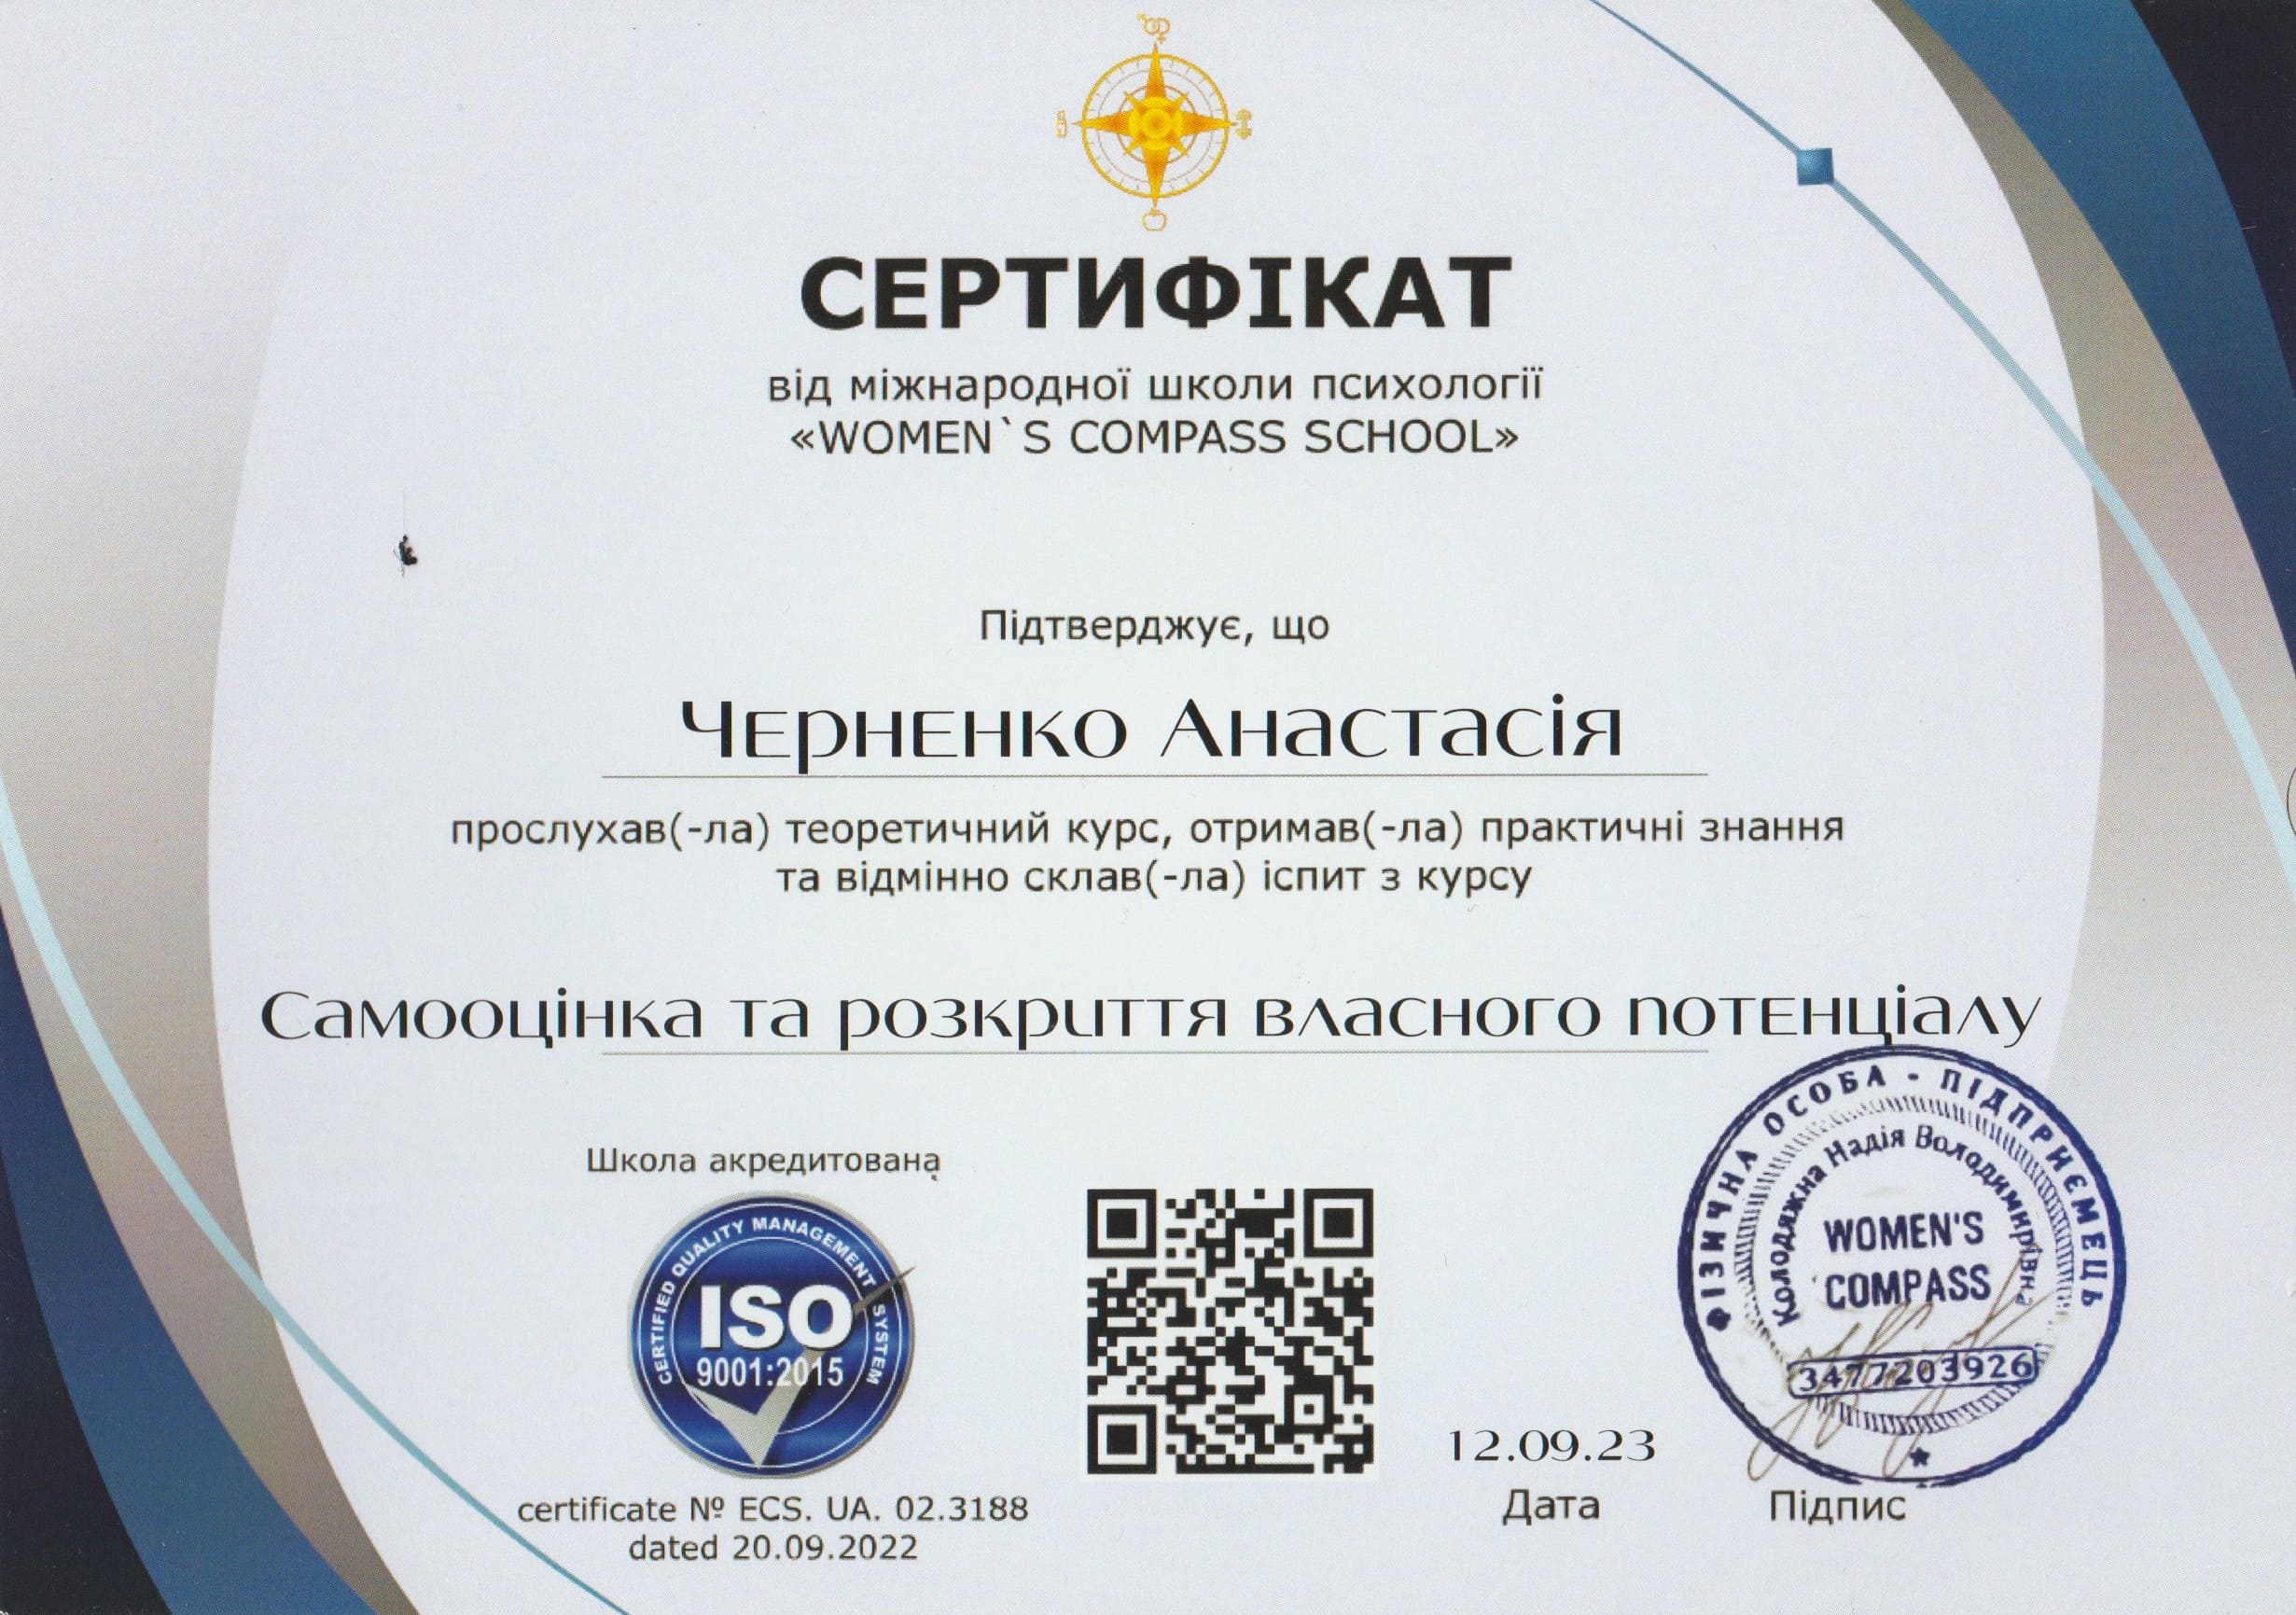 СЕРТИФІКАТ
від міжнародної школи психології
«WOMEN`S COMPASS SCHOOL»
Підтверджує, що
Черненко Анастасія
прослухав(-ла) теоретичний курс, отримав(-ла) практичні знання
та відмінно склав(-ла) іспит з курсу
Самооцінка та розкриття власного потенціалу
Школа акредитована
CERTIFIED QUALITY MANAGEMENT SYSTEM
ISO
9001:2015
certificate № ECS. UA. 02.3188
dated 20.09.2022
12.09.23
Дата
ФІЗИЧНА ОСОБА - ПІДПРИЄМЕЦЬ
Колодяжна Надія Володимирівна
WOMEN'S
COMPASS
3477203926
Підпис